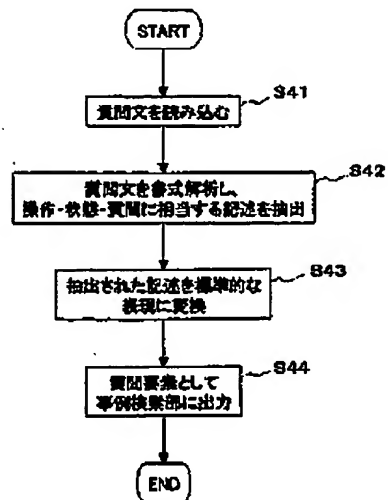 START
S41
質問文を読み込む
S42
質問文を書式解析し、
操作・状態・質問に相当する記述を抽出
S43
抽出された記述を標準的な
表現に変換
S44
質問要素として
事例検索部に出力
END